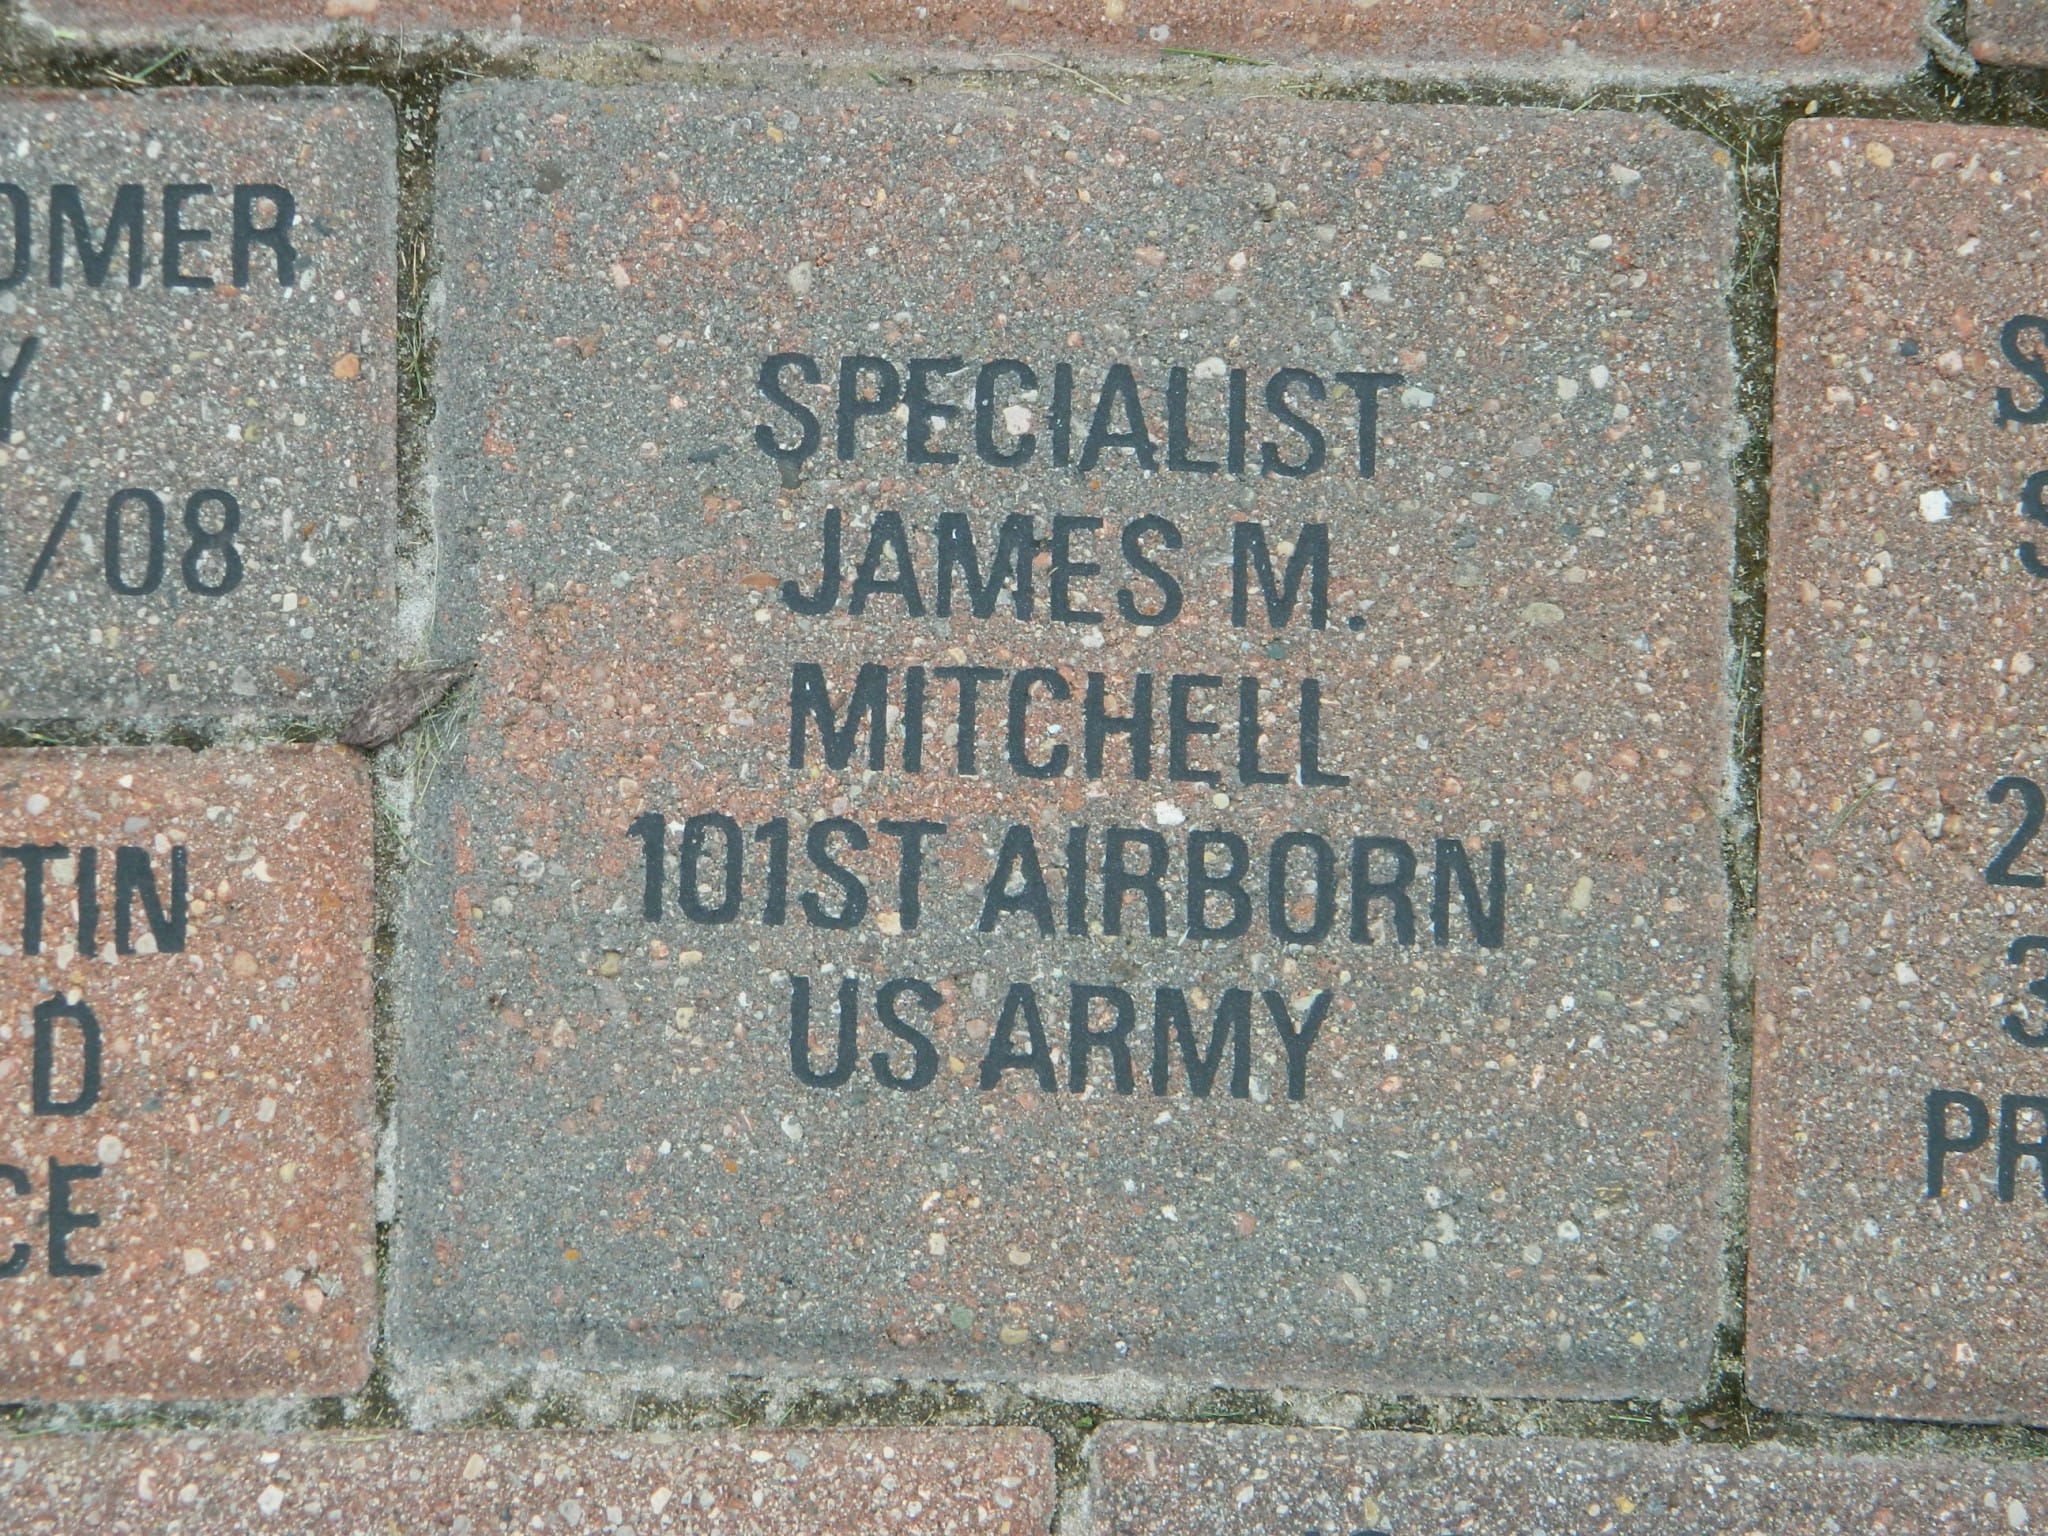 SPECIALIST
JAMES M.
MITCHELL
101ST AIRBORN
US ARMY
/08